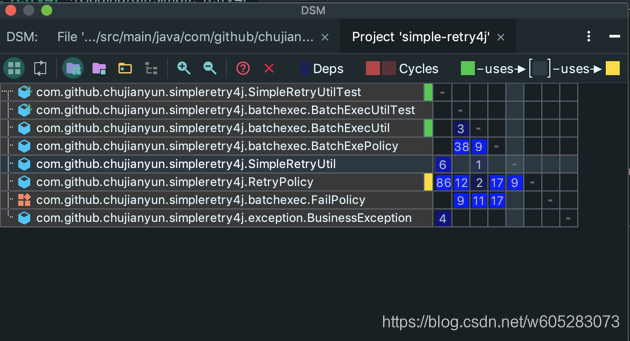 DSM
DSM:
File '.../src/main/java/com/github/chujian...
Project 'simple-retry4j'
Deps
Cycles
-uses→[-]-uses→
com.github.chujianyun.simpleretry4j.SimpleRetryUtilTest -
com.github.chujianyun.simpleretry4j.batchexec.BatchExecUtilTest -
com.github.chujianyun.simpleretry4j.batchexec.BatchExecUtil 3 -
com.github.chujianyun.simpleretry4j.batchexec.BatchExePolicy 38 9 -
com.github.chujianyun.simpleretry4j.SimpleRetryUtil 6 1 -
com.github.chujianyun.simpleretry4j.RetryPolicy 86 12 2 17 9 -
com.github.chujianyun.simpleretry4j.batchexec.FailPolicy 9 11 17 -
com.github.chujianyun.simpleretry4j.exception.BusinessException 4 -
https://blog.csdn.net/w605283073